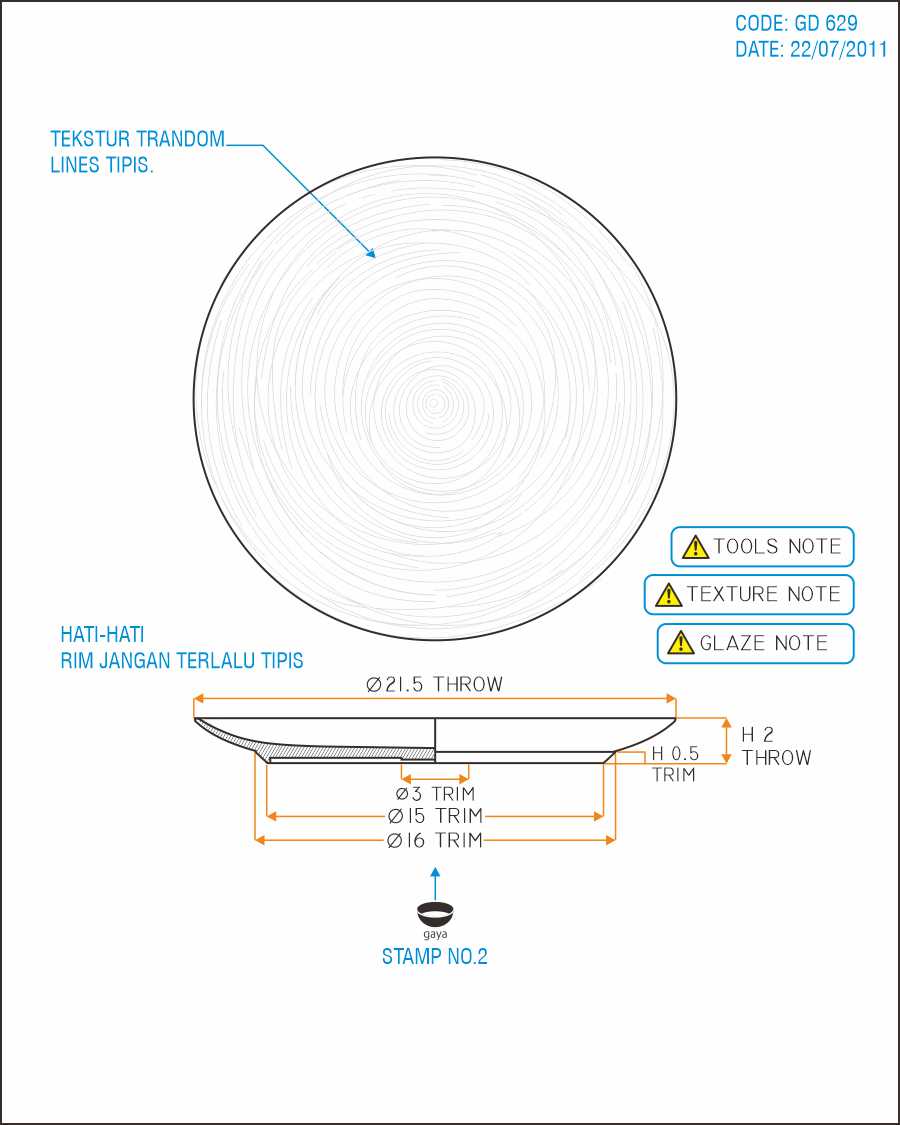 CODE: GD 629
DATE: 22/07/2011
TEKSTUR TRANDOM
LINES TIPIS.
TOOLS NOTE
TEXTURE NOTE
GLAZE NOTE
HATI-HATI
RIM JANGAN TERLALU TIPIS
Ø21.5 THROW
H 2
THROW
H 0.5
TRIM
Ø3 TRIM
Ø15 TRIM
Ø16 TRIM
gaya
STAMP NO.2